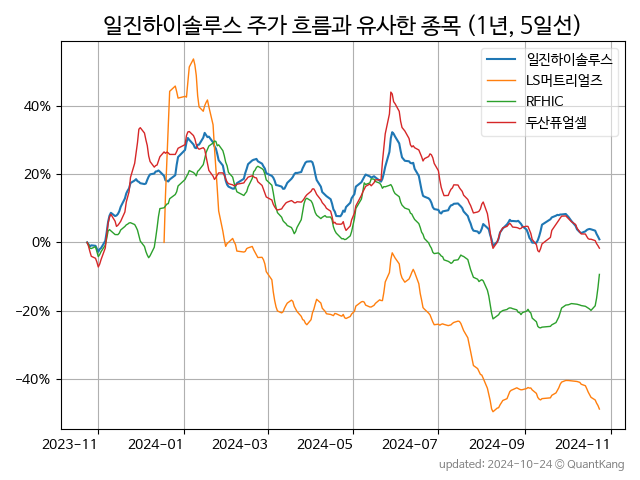 일진하이솔루스 주가 흐름과 유사한 종목 (1년, 5일선)
일진하이솔루스
LS머트리얼즈
RFHIC
두산퓨얼셀
40%
20%
0%
−20%
−40%
2023-11 2024-01 2024-03 2024-05 2024-07 2024-09 2024-11
updated: 2024-10-24 © QuantKang